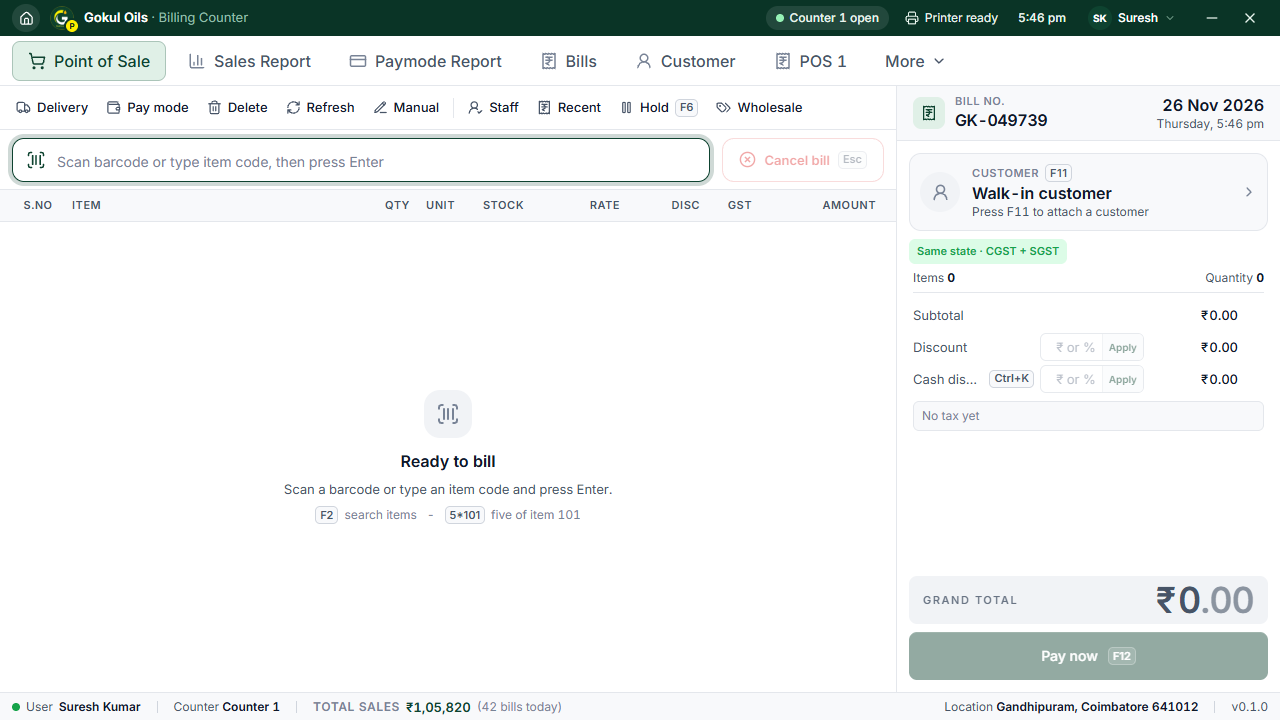 Gokul Oils · Billing Counter
Counter 1 open
Printer ready
5:46 pm
SK Suresh
Point of Sale
Sales Report
Paymode Report
Bills
Customer
POS 1
More
Delivery
Pay mode
Delete
Refresh
Manual
Staff
Recent
Hold F6
Wholesale
Scan barcode or type item code, then press Enter
Cancel bill Esc
S.NO ITEM QTY UNIT STOCK RATE DISC GST AMOUNT
Ready to bill
Scan a barcode or type an item code and press Enter.
F2 search items - 5*101 five of item 101
BILL NO.
GK-049739
26 Nov 2026
Thursday, 5:46 pm
CUSTOMER F11
Walk-in customer
Press F11 to attach a customer
Same state · CGST + SGST
Items 0 Quantity 0
Subtotal ₹0.00
Discount ₹ or % Apply ₹0.00
Cash dis... Ctrl+K ₹ or % Apply ₹0.00
No tax yet
GRAND TOTAL ₹0.00
Pay now F12
User Suresh Kumar
Counter Counter 1
TOTAL SALES ₹1,05,820 (42 bills today)
Location Gandhipuram, Coimbatore 641012
v0.1.0
G P